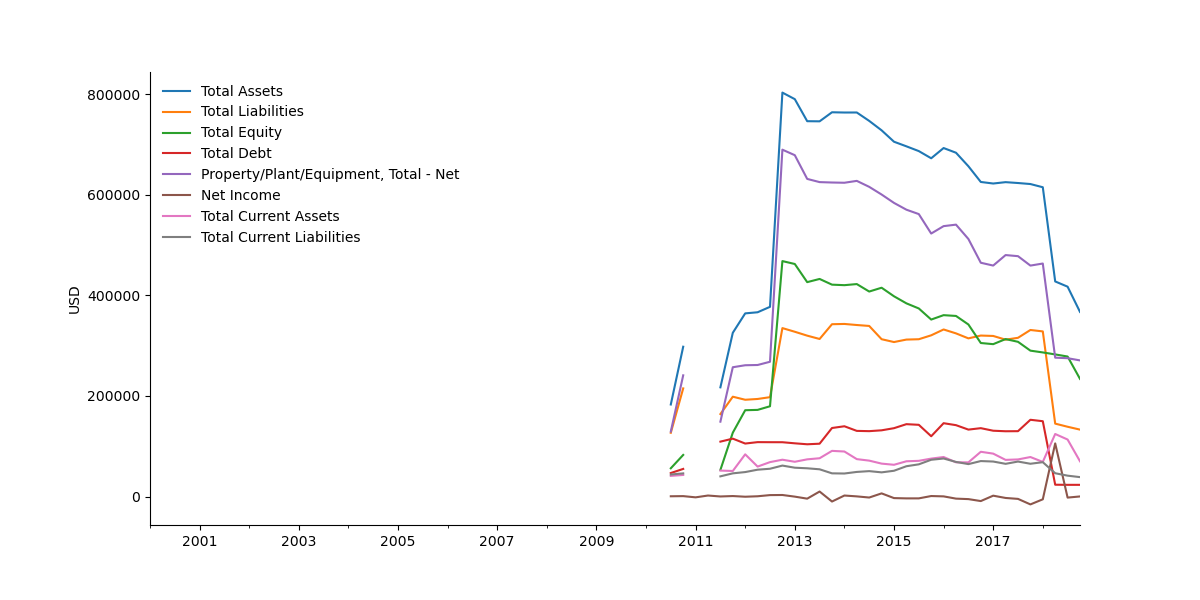 USD
800000
600000
400000
200000
0
Total Assets
Total Liabilities
Total Equity
Total Debt
Property/Plant/Equipment, Total - Net
Net Income
Total Current Assets
Total Current Liabilities
2001 2003 2005 2007 2009 2011 2013 2015 2017